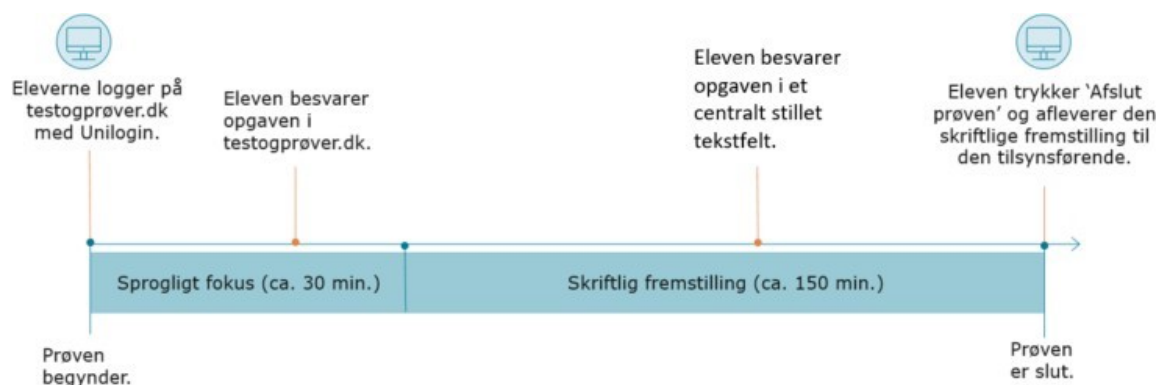 Eleverne logger på
testogprøver.dk
med Unilogin.
Eleven besvarer
opgaven i
testogprøver.dk.
Eleven besvarer
opgaven i et
centralt stillet
tekstfelt.
Eleven trykker ‘Afslut
prøven’ og afleverer den
skriftlige fremstilling til
den tilsynsførende.
Sprogligt fokus (ca. 30 min.)
Skriftlig fremstilling (ca. 150 min.)
Prøven
begynder.
Prøven
er slut.